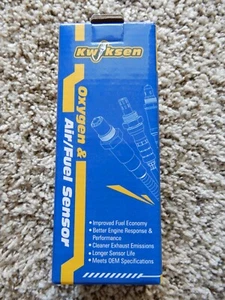 Kwiksen
Oxygen &
Air/Fuel Sensor
• Improved Fuel Economy
• Better Engine Response &
Performance
• Cleaner Exhaust Emissions
• Longer Sensor Life
• Meets OEM Specifications